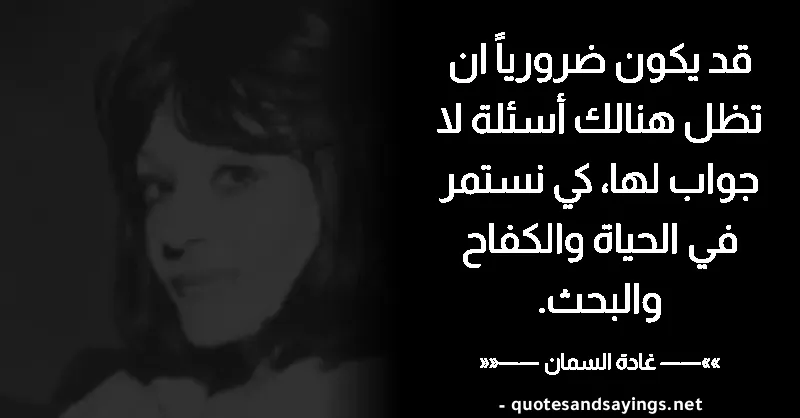 قد يكون ضرورياً ان
تظل هنالك أسئلة لا
جواب لها، كي نستمر
في الحياة والكفاح
والبحث.
»»——— غادة السمان ———««
- quotesandsayings.net